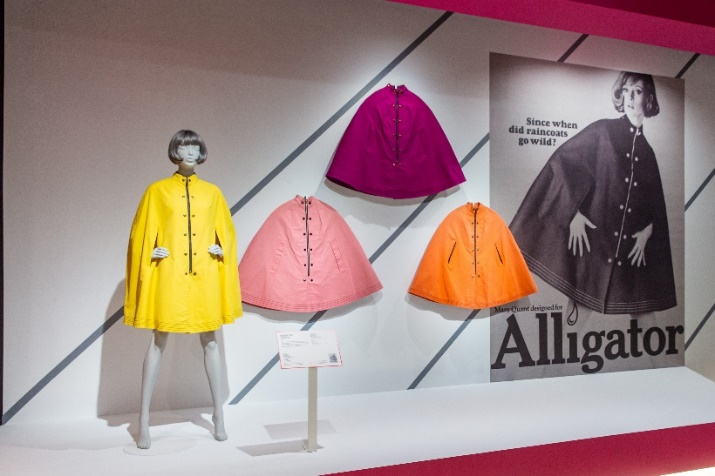 Since when
did raincoats
go wild?
Mary Quant designed for
Alligator